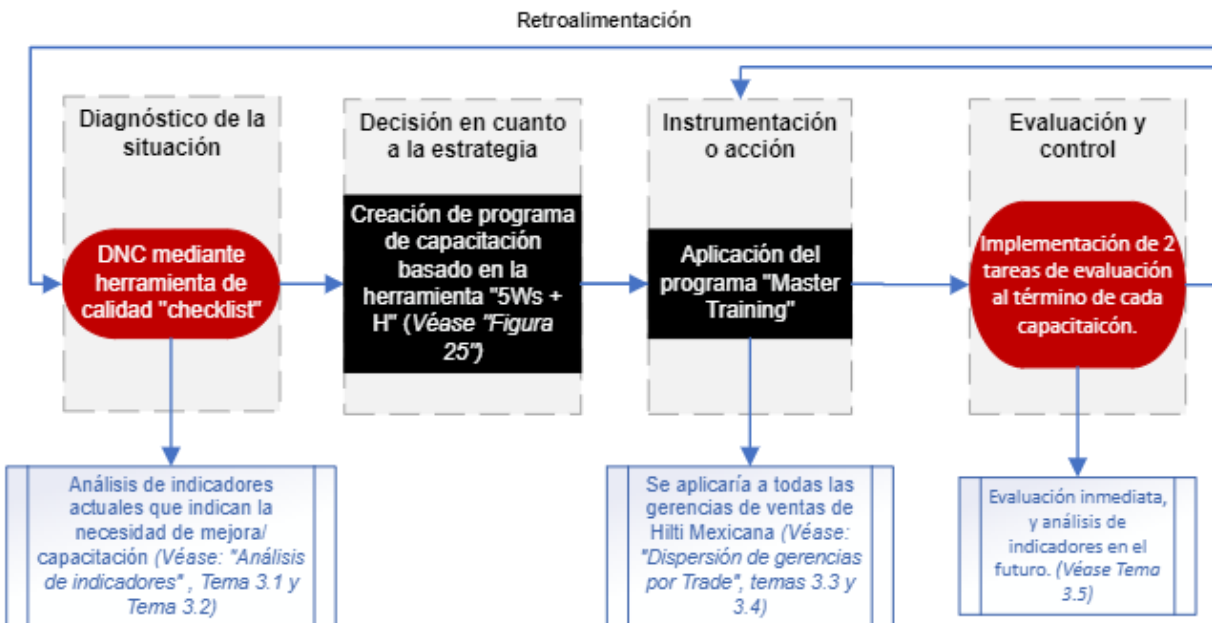 Retroalimentación
Diagnóstico de la
situación
DNC mediante
herramienta de
calidad "checklist"
Análisis de indicadores
actuales que indican la
necesidad de mejora/
capacitación (Véase: "Análisis
de indicadores" , Tema 3.1 y
Tema 3.2)
Decisión en cuanto
a la estrategia
Creación de programa
de capacitación
basado en la
herramienta "5Ws +
H" (Véase "Figura
25")
Instrumentación
o acción
Aplicación del
programa "Master
Training"
Se aplicaría a todas las
gerencias de ventas de
Hilti Mexicana (Véase:
"Dispersión de gerencias
por Trade", temas 3.3 y
3.4)
Evaluación y
control
Implementación de 2
tareas de evaluación
al término de cada
capacitaicón.
Evaluación inmediata,
y análisis de
indicadores en el
futuro. (Véase Tema
3.5)